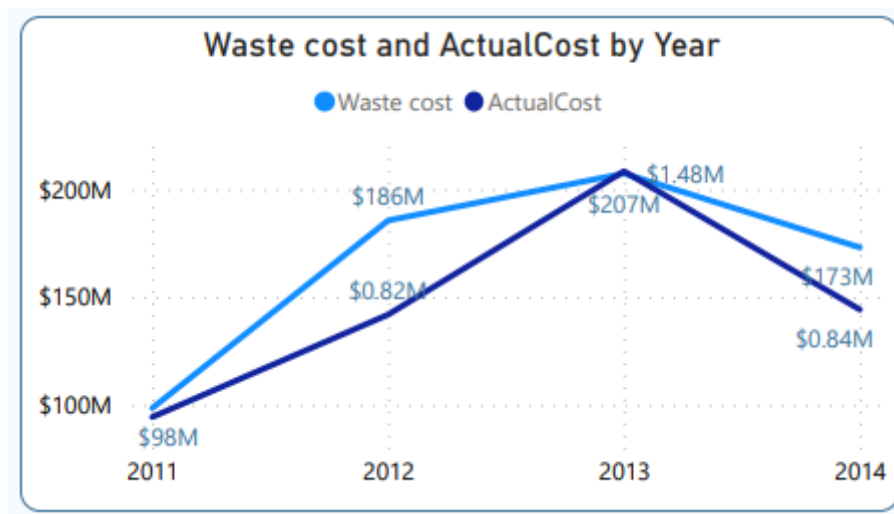 Waste cost and ActualCost by Year
Waste cost ActualCost
$200M
$150M
$100M
$186M
$1.48M
$207M
$0.82M
$173M
$0.84M
$98M
2011 2012 2013 2014